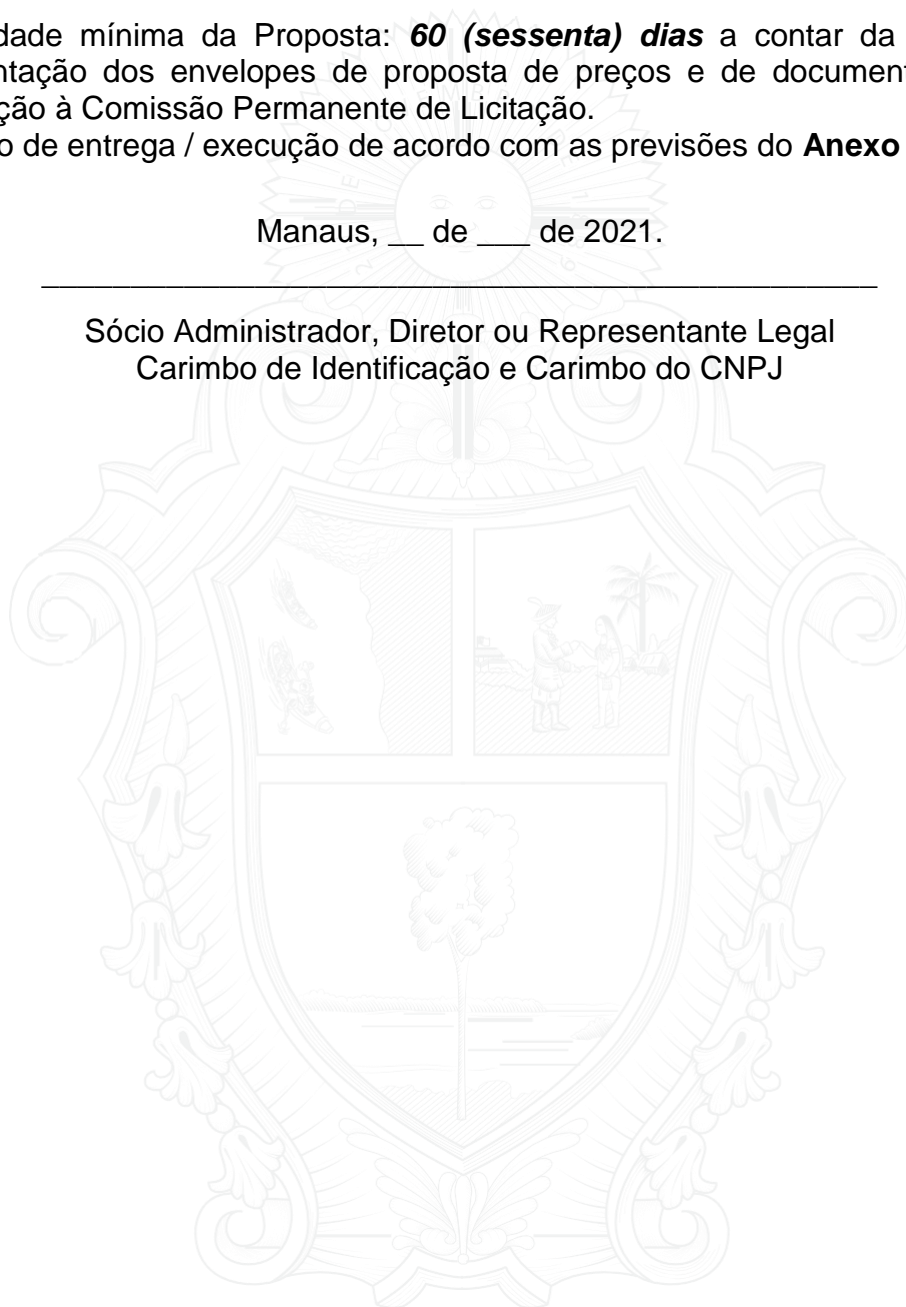 dade mínima da Proposta: 60 (sessenta) dias a contar da
ntação dos envelopes de proposta de preços e de document
ção à Comissão Permanente de Licitação.
o de entrega / execução de acordo com as previsões do Anexo
Manaus, __ de ___ de 2021.
_______________________________________________
Sócio Administrador, Diretor ou Representante Legal
Carimbo de Identificação e Carimbo do CNPJ